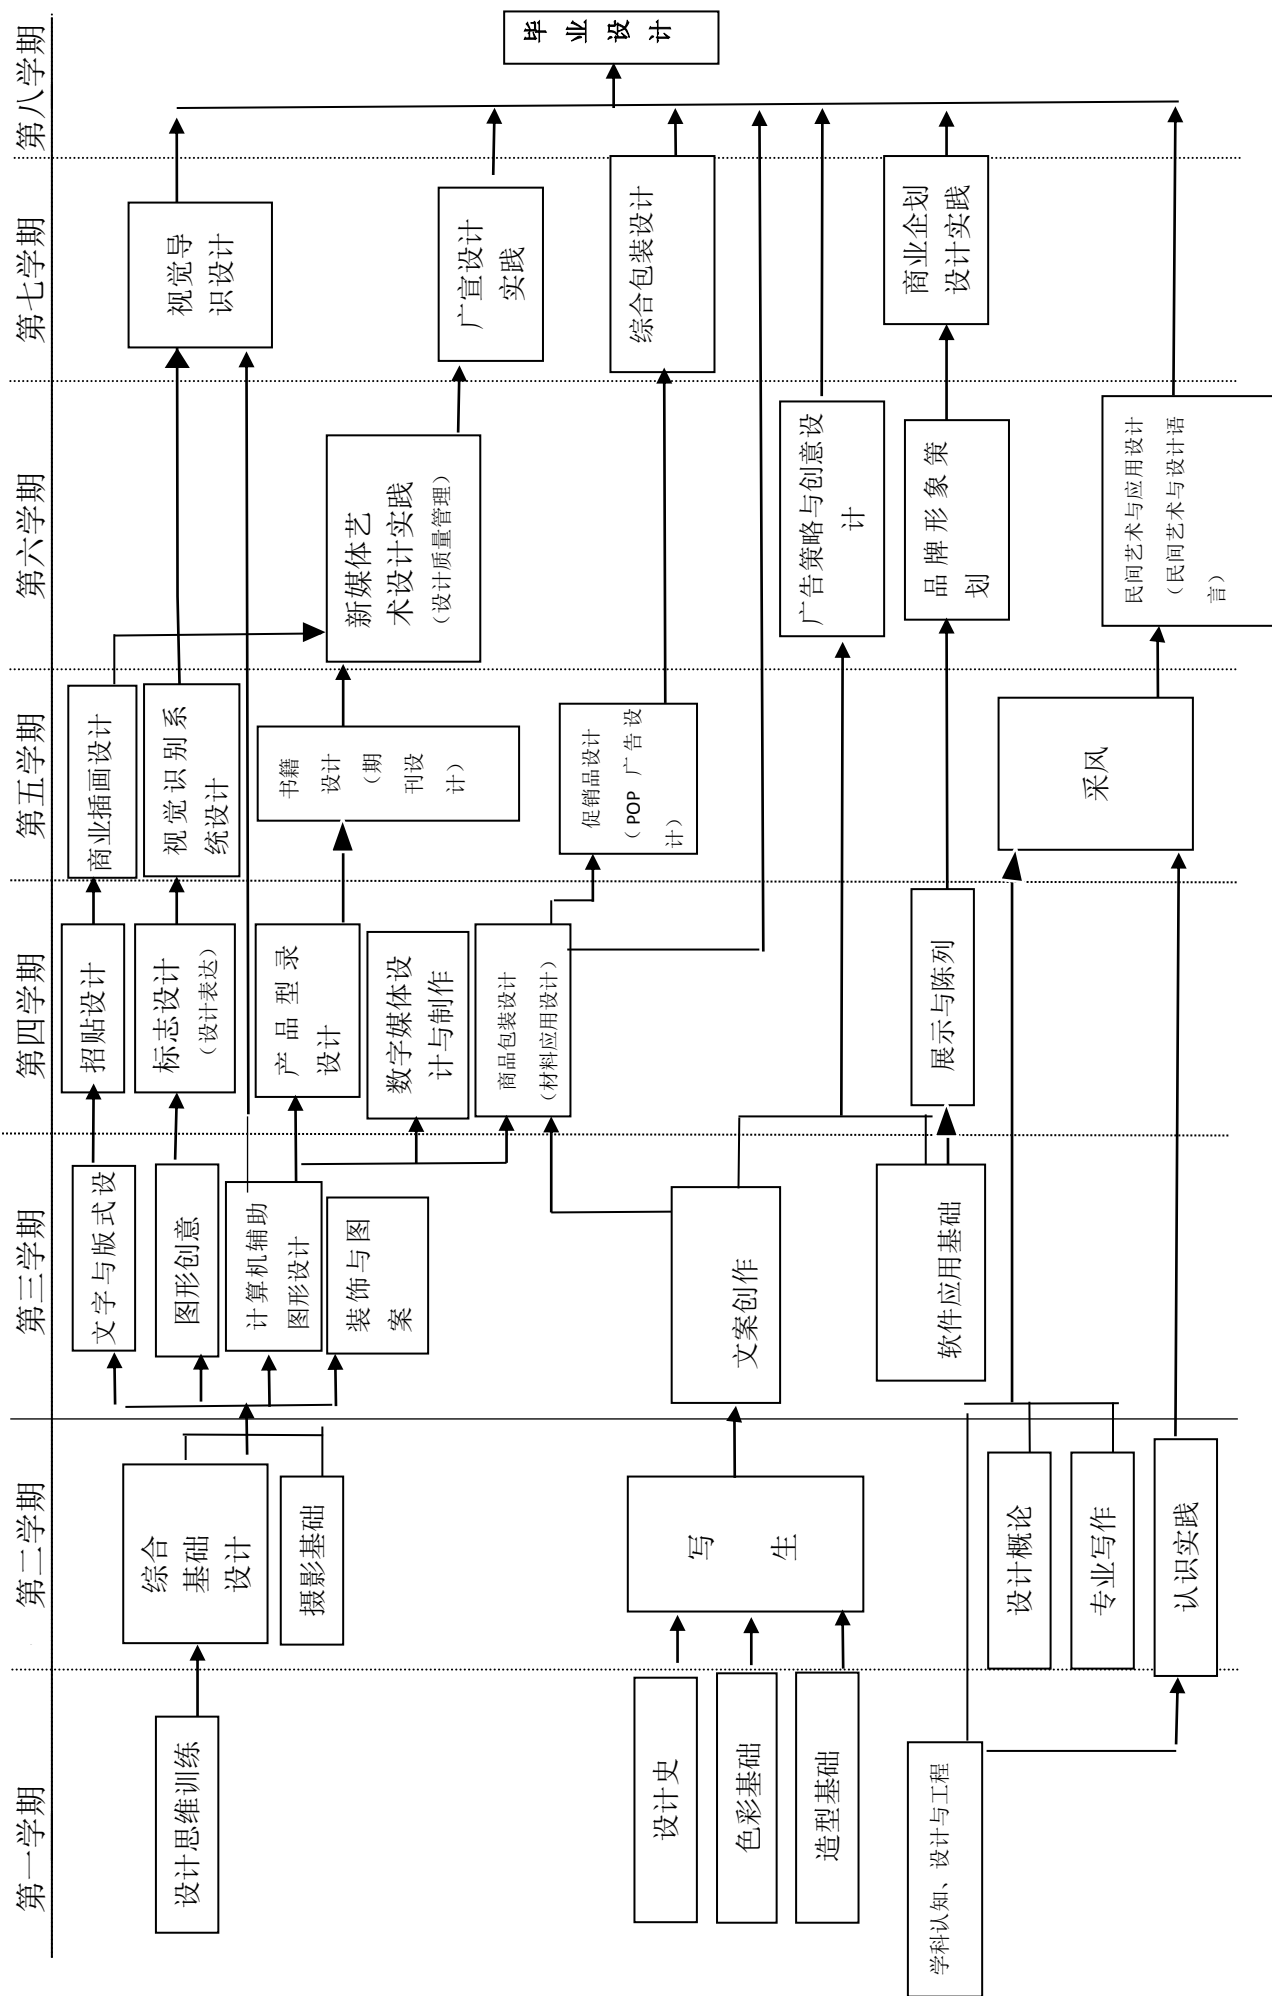 第一学期
第二学期
第三学期
第四学期
第五学期
第六学期
第七学期
第八学期
设计思维训练
设计史
色彩基础
造型基础
学科认知、设计与工程
综合
基础
设计
摄影基础
写
生
设计概论
专业写作
认识实践
文字与版式设
图形创意
计算机辅助
图形设计
装饰与图
案
文案创作
软件应用基础
招贴设计
标志设计
（设计表达）
产品型录
设计
数字媒体设
计与制作
商品包装设计
（材料应用设计）
展示与陈列
商业插画设计
视觉识别系
统设计
书籍
设计
（期
刊设
计）
促销品设计
（POP 广告设
计）
采风
新媒体艺
术设计实践
（设计质量管理）
广告策略与创意设
计
品牌形象策
划
民间艺术与应用设计
（民间艺术与设计语
言）
视觉导
识设计
广宣设计
实践
综合包装设计
商业企划
设计实践
毕业设计